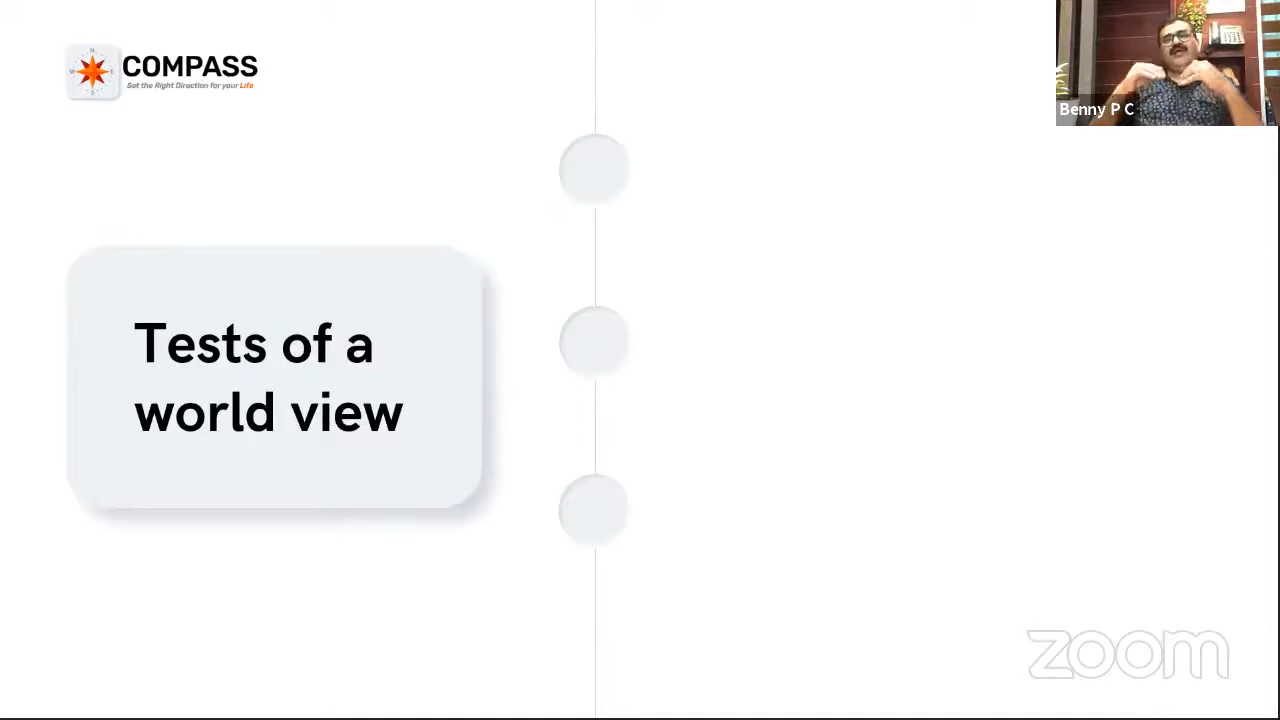 COMPASS
Set the Right Direction for your Life
Benny P C
Tests of a
world view
zoom